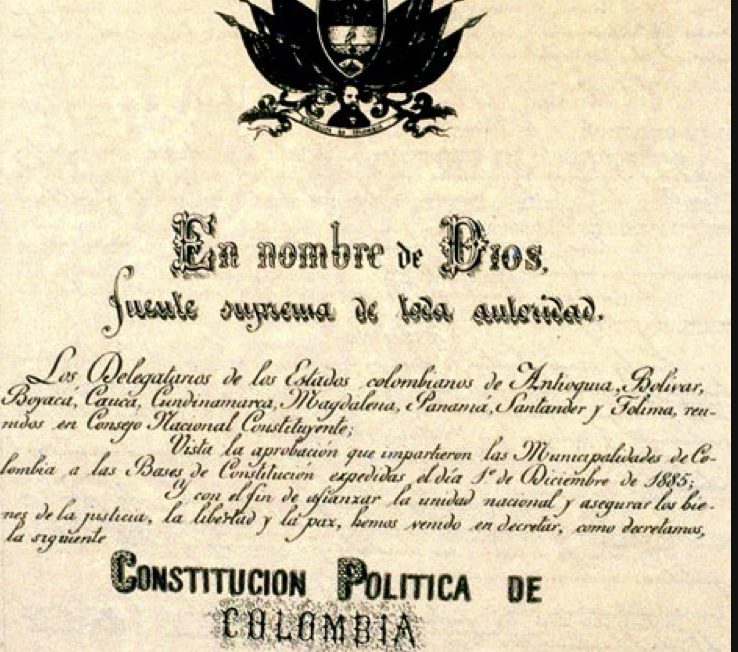 En nombre de Dios,
fuente suprema de toda autoridad.
Los Delegatarios de los Estados colombianos de Antioquia, Bolívar,
Boyacá, Cauca, Cundinamarca, Magdalena, Panamá, Santander y Tolima, reu-
nidos en Consejo Nacional Constituyente;
Vista la aprobación que impartieron las Municipalidades de Co-
lombia a las Bases de Constitución expedidas el día 1º de Diciembre de 1885;
Y con el fin de afianzar la unidad nacional y asegurar los bie-
nes de la justicia, la libertad y la paz, hemos venido en decretar, como decretamos,
la siguiente
CONSTITUCION POLITICA DE
COLOMBIA